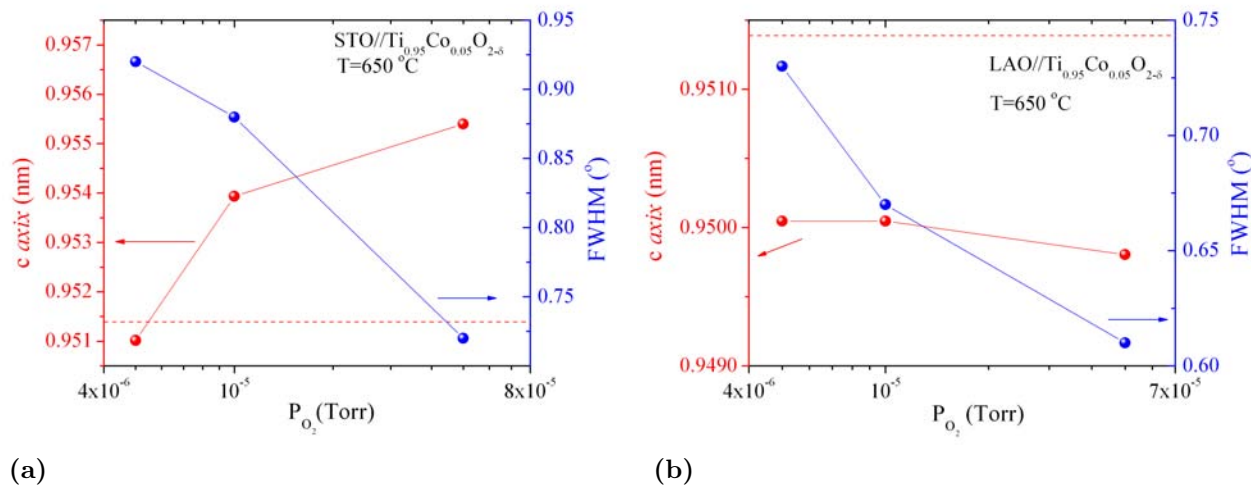 STO//Ti0.95Co0.05O2-δ
T=650 °C
c axix (nm)
0.957
0.956
0.955
0.954
0.953
0.952
0.951
0.95
0.90
0.85
0.80
0.75
FWHM (°)
4x10⁻⁶
10⁻⁵
8x10⁻⁵
PO2 (Torr)
(a)
LAO//Ti0.95Co0.05O2-δ
T=650 °C
c axix (nm)
0.9510
0.9500
0.9490
0.75
0.70
0.65
0.60
FWHM (°)
4x10⁻⁶
10⁻⁵
7x10⁻⁵
PO2 (Torr)
(b)